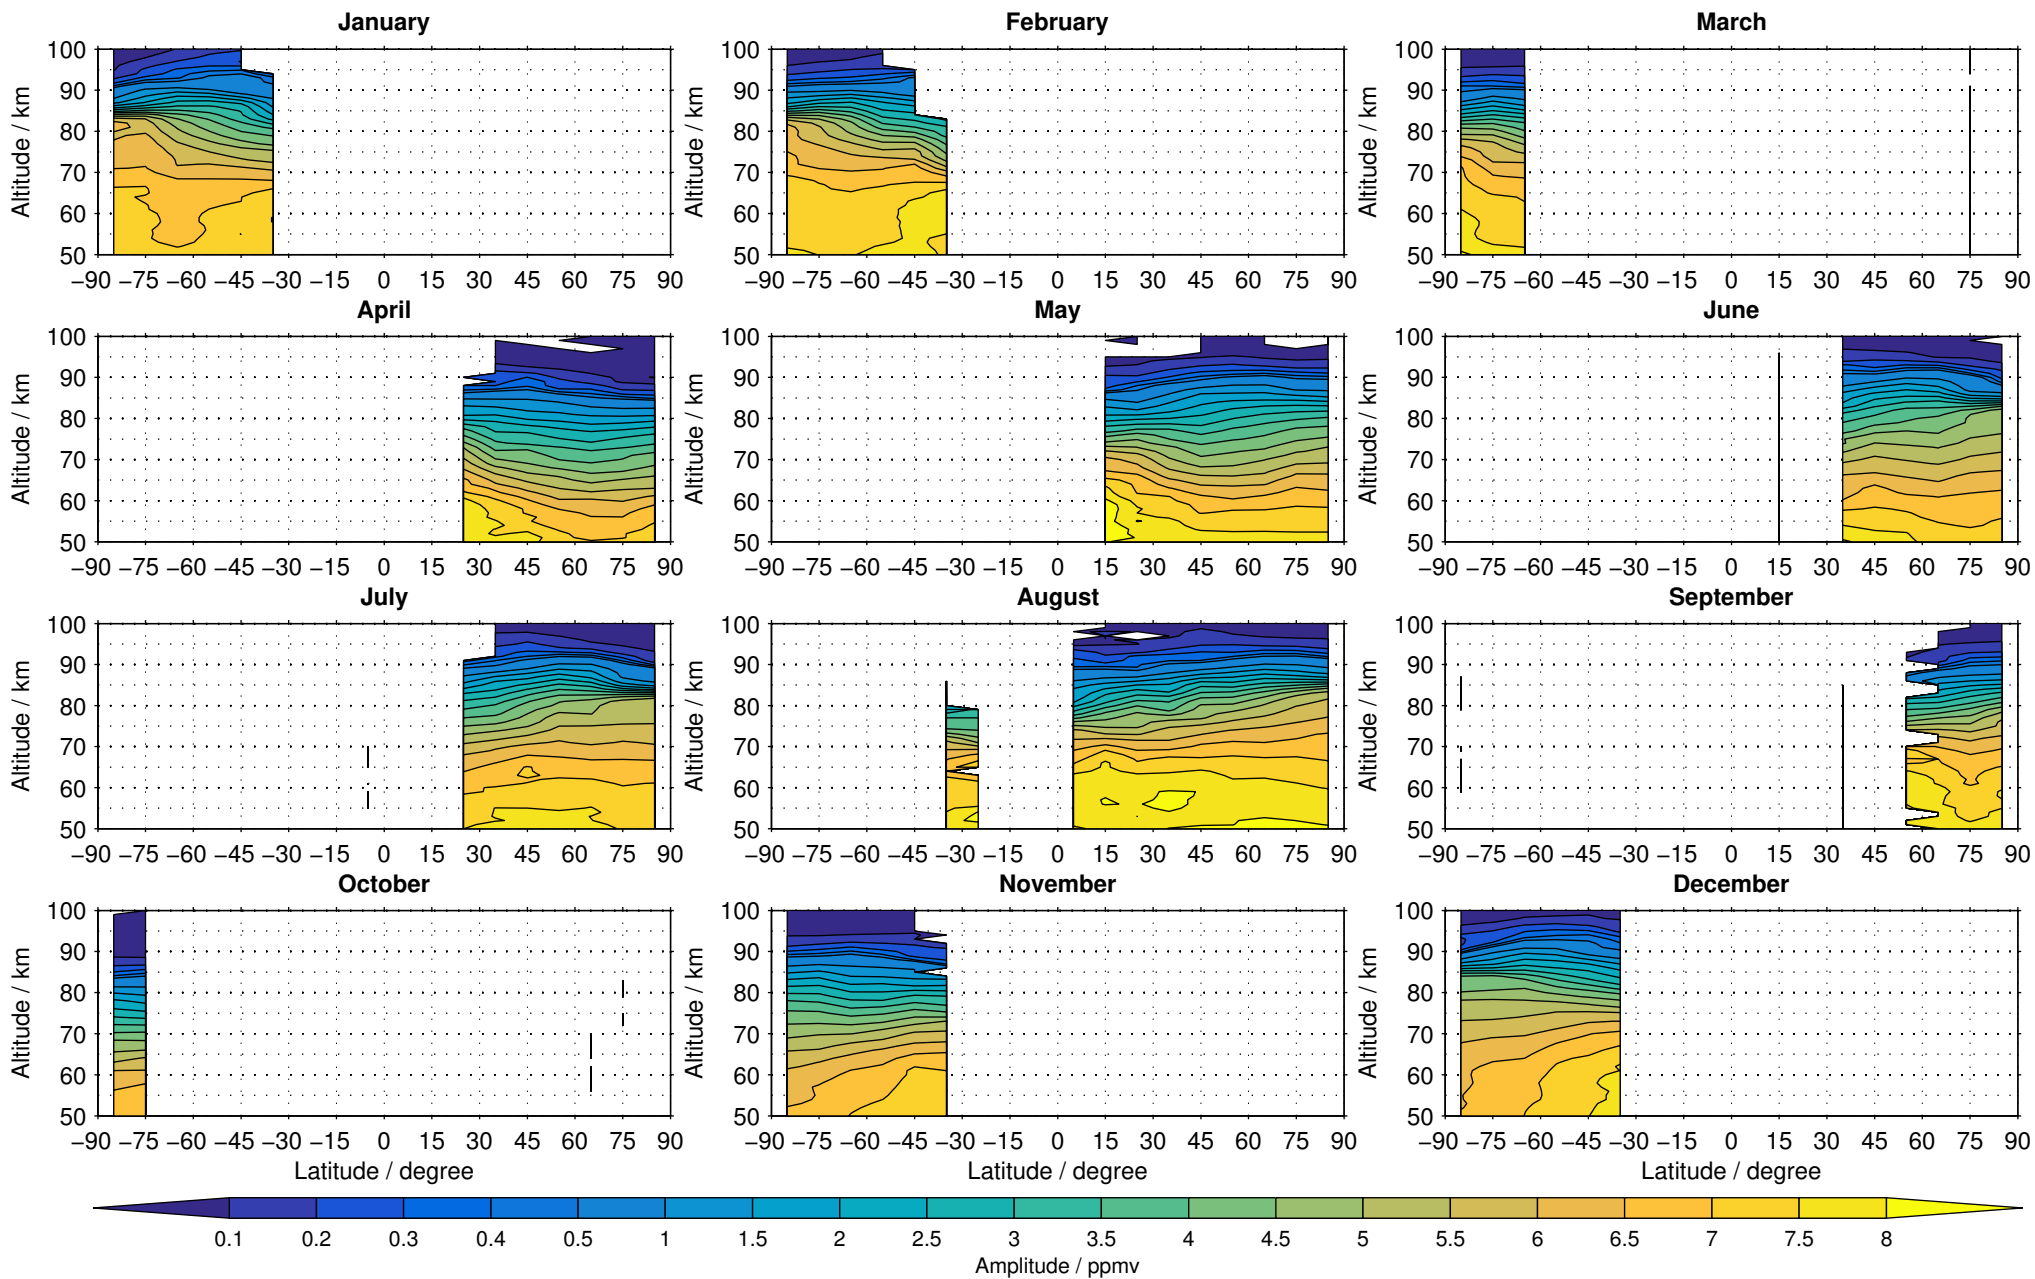 January February March
100 100 100
90 90 90
80 80 80
70 70 70
60 60 60
50 50 50
Altitude / km Altitude / km Altitude / km
−90 −75 −60 −45 −30 −15 0 15 30 45 60 75 90 −90 −75 −60 −45 −30 −15 0 15 30 45 60 75 90 −90 −75 −60 −45 −30 −15 0 15 30 45 60 75 90
April May June
100 100 100
90 90 90
80 80 80
70 70 70
60 60 60
50 50 50
Altitude / km Altitude / km Altitude / km
−90 −75 −60 −45 −30 −15 0 15 30 45 60 75 90 −90 −75 −60 −45 −30 −15 0 15 30 45 60 75 90 −90 −75 −60 −45 −30 −15 0 15 30 45 60 75 90
July August September
100 100 100
90 90 90
80 80 80
70 70 70
60 60 60
50 50 50
Altitude / km Altitude / km Altitude / km
−90 −75 −60 −45 −30 −15 0 15 30 45 60 75 90 −90 −75 −60 −45 −30 −15 0 15 30 45 60 75 90 −90 −75 −60 −45 −30 −15 0 15 30 45 60 75 90
October November December
100 100 100
90 90 90
80 80 80
70 70 70
60 60 60
50 50 50
Altitude / km Altitude / km Altitude / km
−90 −75 −60 −45 −30 −15 0 15 30 45 60 75 90 −90 −75 −60 −45 −30 −15 0 15 30 45 60 75 90 −90 −75 −60 −45 −30 −15 0 15 30 45 60 75 90
Latitude / degree Latitude / degree Latitude / degree
0.1 0.2 0.3 0.4 0.5 1 1.5 2 2.5 3 3.5 4 4.5 5 5.5 6 6.5 7 7.5 8
Amplitude / ppmv